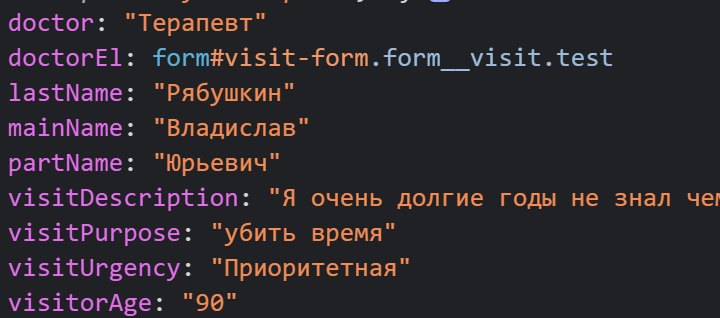 doctor: "Терапевт"
doctorEl: form#visit-form.form__visit.test
lastName: "Рябушкин"
mainName: "Владислав"
partName: "Юрьевич"
visitDescription: "Я очень долгие годы не знал чем
visitPurpose: "убить время"
visitUrgency: "Приоритетная"
visitorAge: "90"